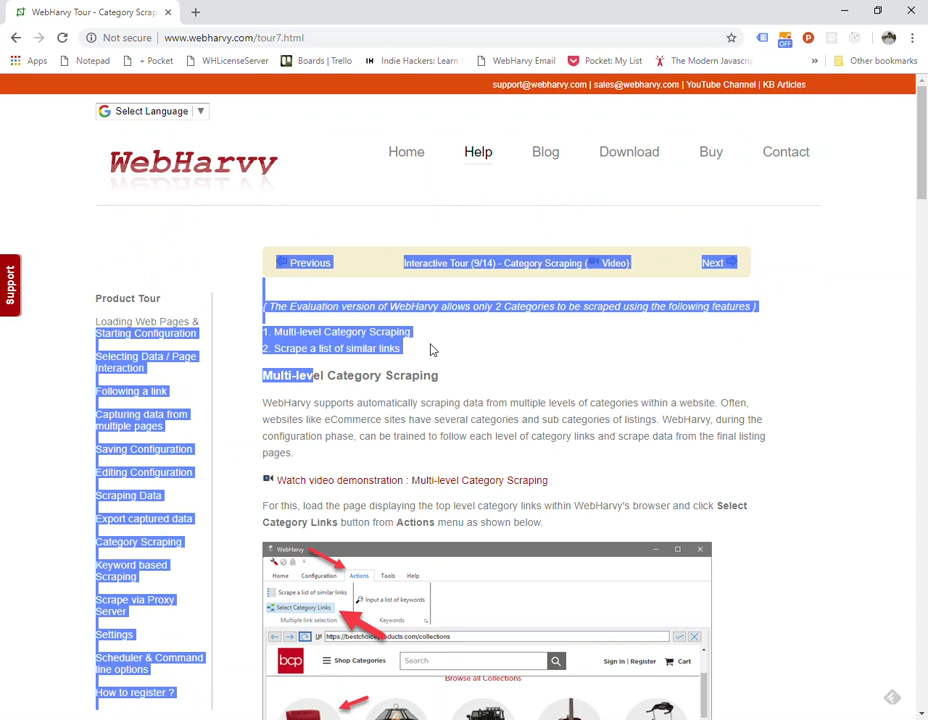 WebHarvy Tour - Category Scrap
Not secure | www.webharvy.com/tour7.html
OFF
Apps Notepad + Pocket WHLicenseServer Boards | Trello IH Indie Hackers: Learn WebHarvy Email Pocket: My List The Modern Javascri » Other bookmarks
support@webharvy.com | sales@webharvy.com | YouTube Channel | KB Articles
Select Language ▼
WebHarvy
Home Help Blog Download Buy Contact
Support
Previous Interactive Tour (9/14) - Category Scraping ( Video) Next
Product Tour
Loading Web Pages &
Starting Configuration
Selecting Data / Page
Interaction
Following a link
Capturing data from
multiple pages
Saving Configuration
Editing Configuration
Scraping Data
Export captured data
Category Scraping
Keyword based
Scraping
Scrape via Proxy
Server
Settings
Scheduler & Command
line options
How to register ?
( The Evaluation version of WebHarvy allows only 2 Categories to be scraped using the following features )
1. Multi-level Category Scraping
2. Scrape a list of similar links
Multi-level Category Scraping
WebHarvy supports automatically scraping data from multiple levels of categories within a website. Often,
websites like eCommerce sites have several categories and sub categories of listings. WebHarvy, during the
configuration phase, can be trained to follow each level of category links and scrape data from the final listing
pages.
Watch video demonstration : Multi-level Category Scraping
For this, load the page displaying the top level category links within WebHarvy's browser and click Select
Category Links button from Actions menu as shown below.
WebHarvy
Home Configuration Actions Tools Help
Scrape a list of similar links
Select Category Links
Input a list of keywords
Multiple link selection Keywords
https://bestchoiceproducts.com/collections
bcp Shop Categories Search Sign In | Register Cart
Browse all Collections